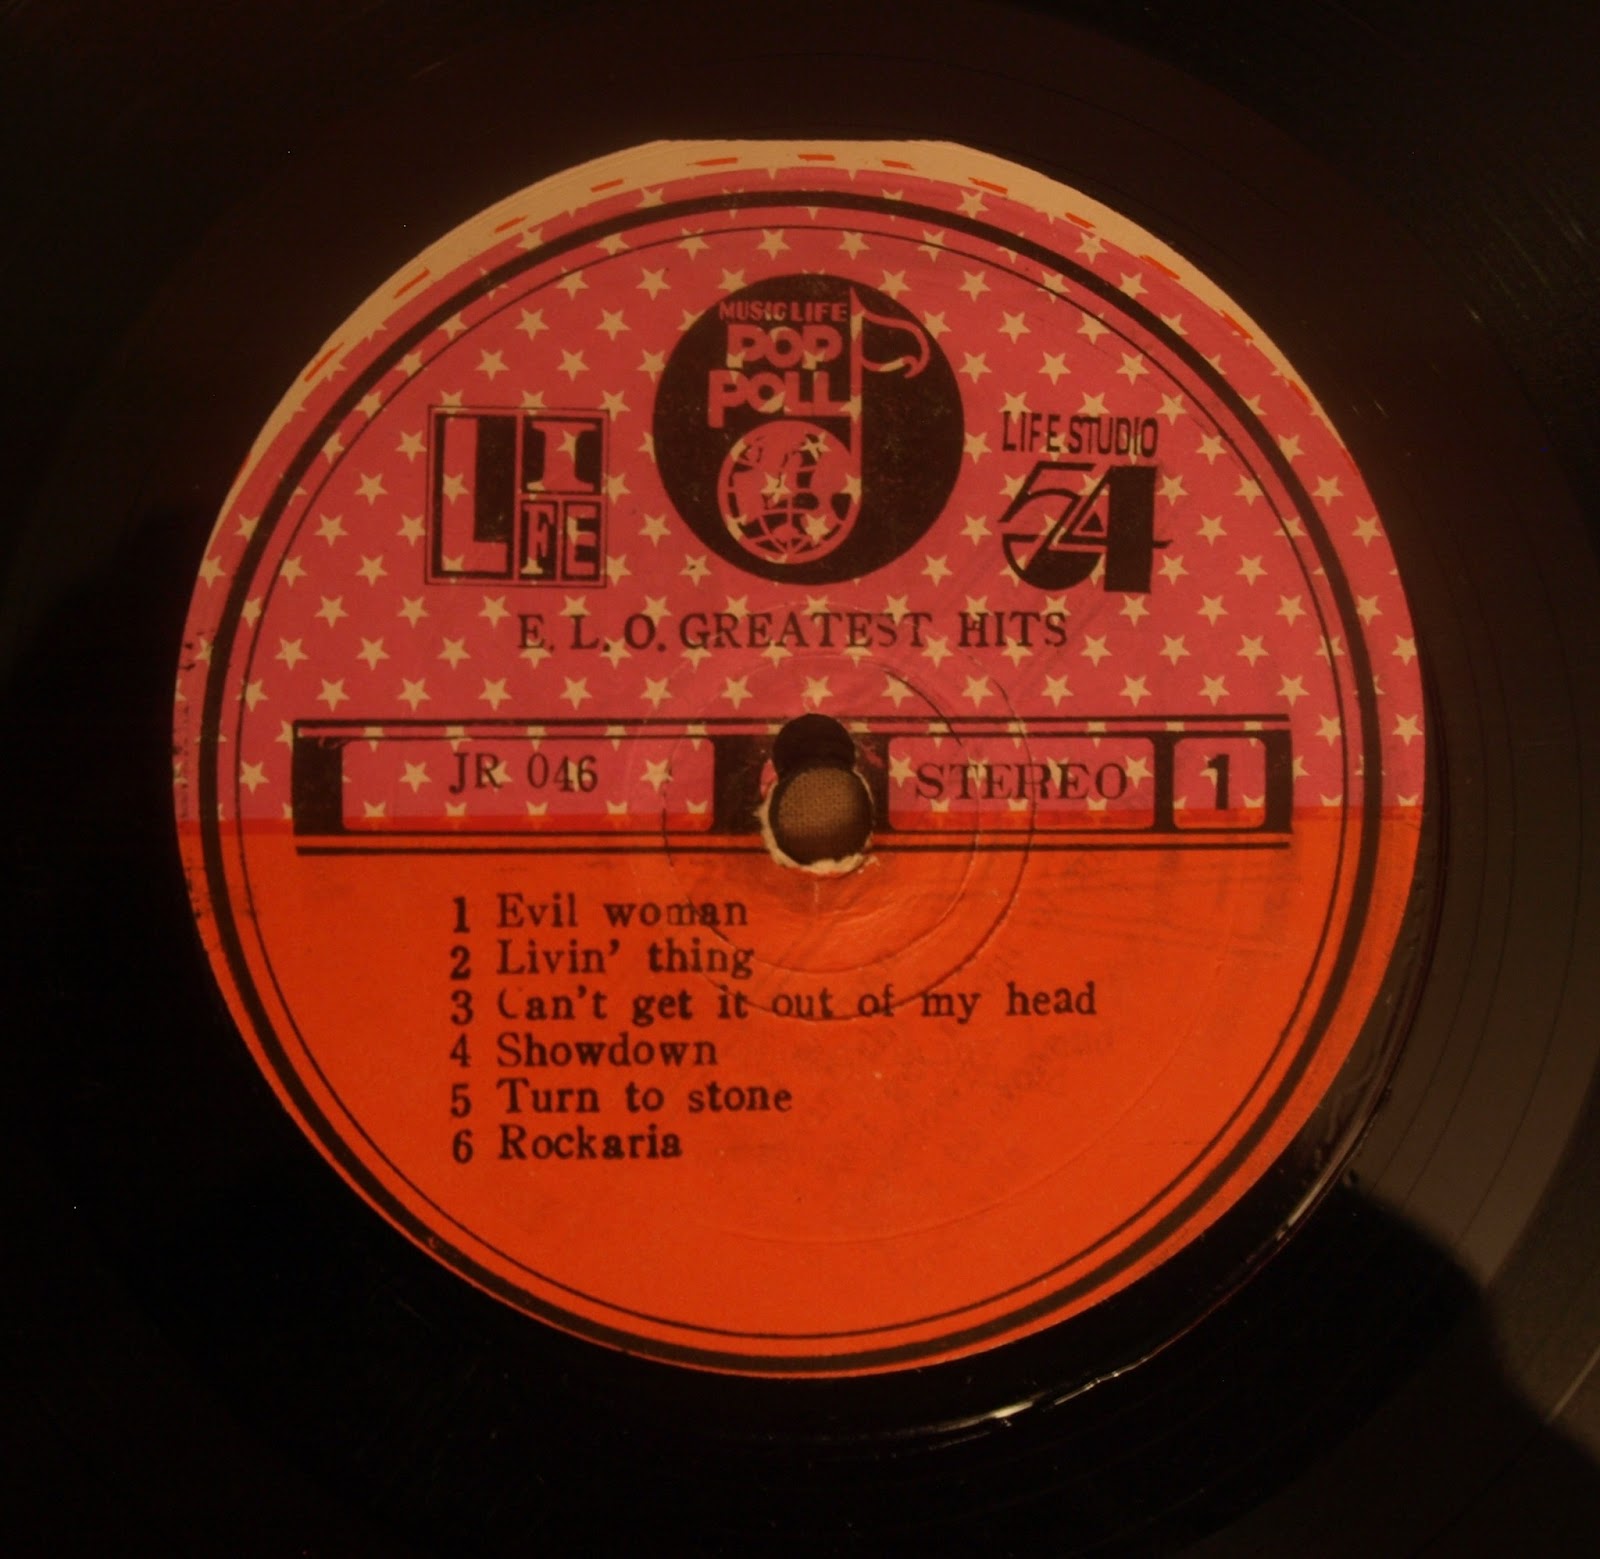 MUSIC LIFE
POP
POLL
LIFE
LIFE STUDIO
54
E. L. O. GREATEST HITS
JR 046 STEREO 1
1 Evil woman
2 Livin' thing
3 Can't get it out of my head
4 Showdown
5 Turn to stone
6 Rockaria